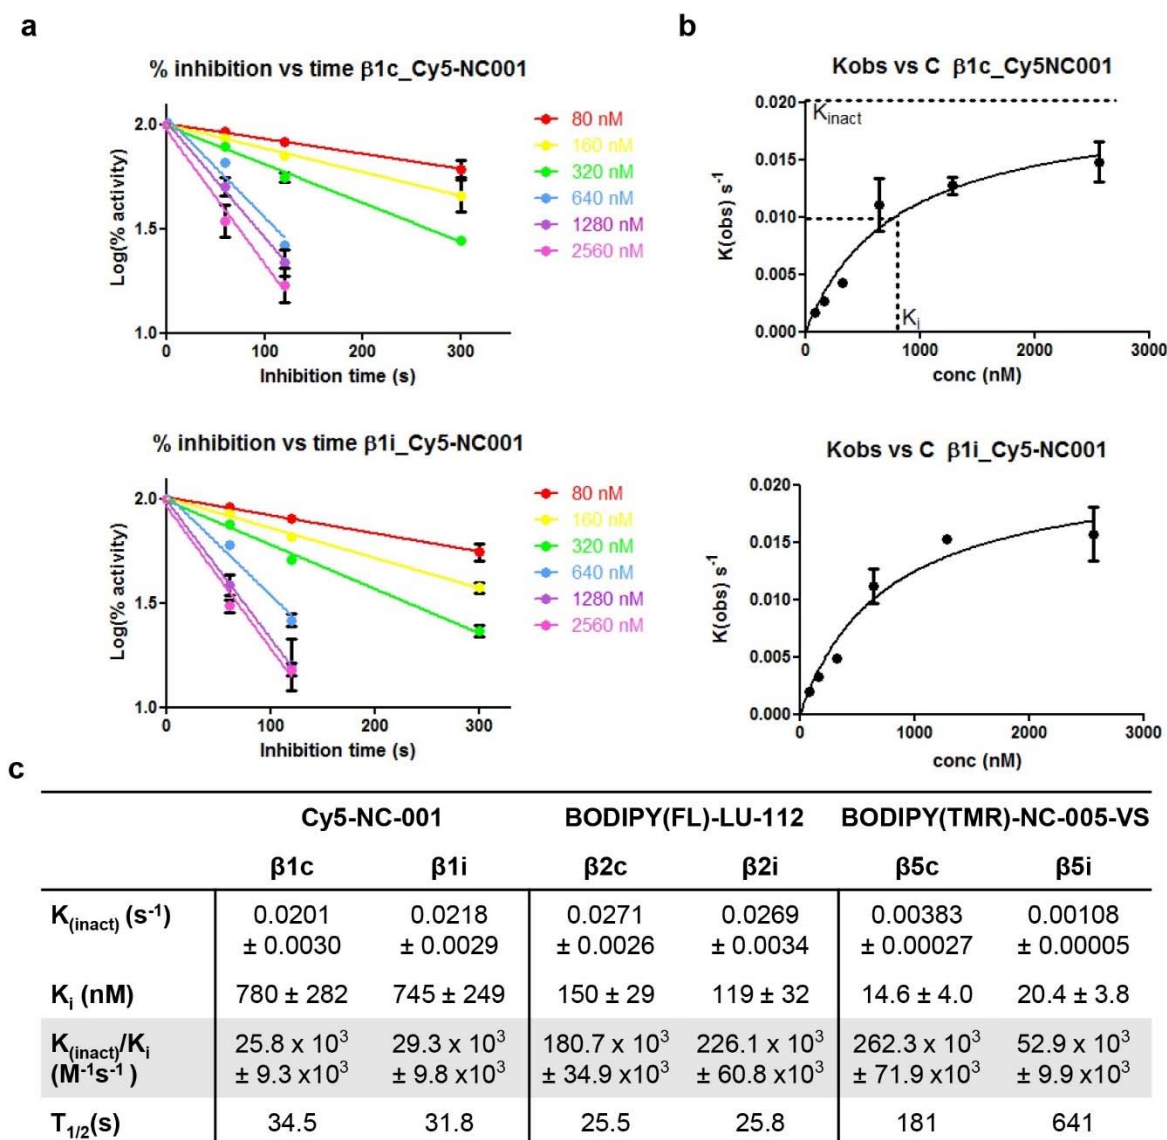 a
% inhibition vs time β1c_Cy5-NC001
Log(% activity)
2.0
1.5
1.0
0
100
200
300
Inhibition time (s)
80 nM
160 nM
320 nM
640 nM
1280 nM
2560 nM
b
Kobs vs C β1c_Cy5NC001
K(obs) s⁻¹
0.020
0.015
0.010
0.005
0.000
Kinact
Ki
0
1000
2000
3000
conc (nM)
% inhibition vs time β1i_Cy5-NC001
Log(% activity)
2.0
1.5
1.0
0
100
200
300
Inhibition time (s)
80 nM
160 nM
320 nM
640 nM
1280 nM
2560 nM
Kobs vs C β1i_Cy5-NC001
K(obs) s⁻¹
0.020
0.015
0.010
0.005
0.000
0
1000
2000
3000
conc (nM)
c
Cy5-NC-001 BODIPY(FL)-LU-112 BODIPY(TMR)-NC-005-VS
β1c β1i β2c β2i β5c β5i
K(inact) (s⁻¹) 0.0201 0.0218 0.0271 0.0269 0.00383 0.00108
± 0.0030 ± 0.0029 ± 0.0026 ± 0.0034 ± 0.00027 ± 0.00005
Ki (nM) 780 ± 282 745 ± 249 150 ± 29 119 ± 32 14.6 ± 4.0 20.4 ± 3.8
K(inact)/Ki 25.8 x 10³ 29.3 x 10³ 180.7 x 10³ 226.1 x 10³ 262.3 x 10³ 52.9 x 10³
(M⁻¹s⁻¹ ) ± 9.3 x10³ ± 9.8 x10³ ± 34.9 x10³ ± 60.8 x10³ ± 71.9 x10³ ± 9.9 x10³
T1/2(s) 34.5 31.8 25.5 25.8 181 641